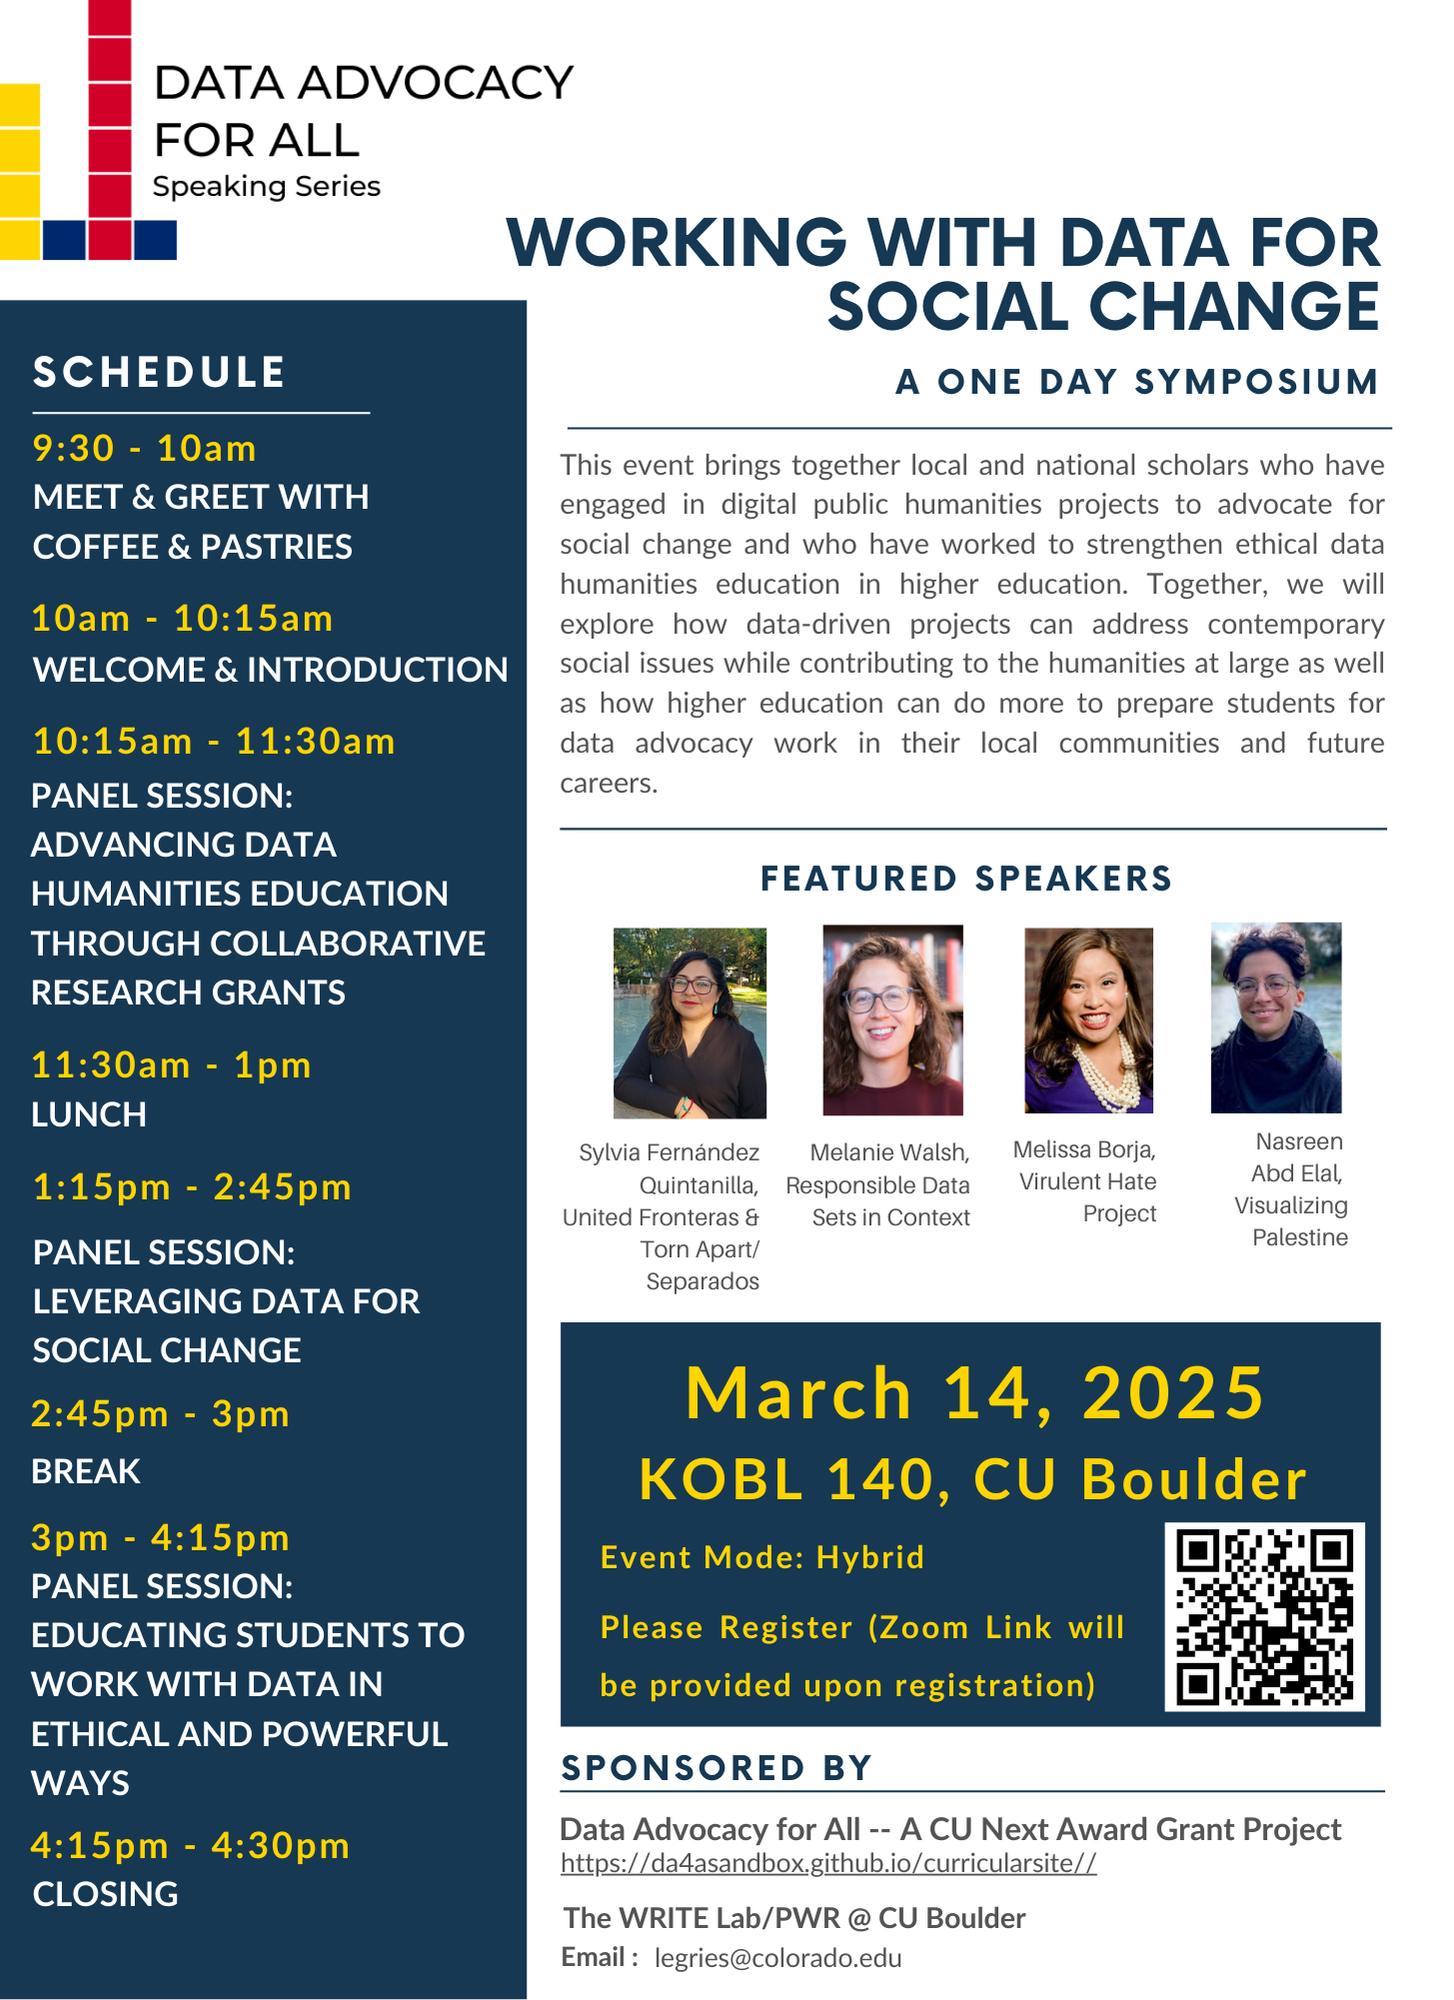 DATA ADVOCACY
FOR ALL
Speaking Series
WORKING WITH DATA FOR
SOCIAL CHANGE
A ONE DAY SYMPOSIUM
SCHEDULE
9:30 - 10am
MEET & GREET WITH
COFFEE & PASTRIES
10am - 10:15am
WELCOME & INTRODUCTION
10:15am - 11:30am
PANEL SESSION:
ADVANCING DATA
HUMANITIES EDUCATION
THROUGH COLLABORATIVE
RESEARCH GRANTS
11:30am - 1pm
LUNCH
1:15pm - 2:45pm
PANEL SESSION:
LEVERAGING DATA FOR
SOCIAL CHANGE
2:45pm - 3pm
BREAK
3pm - 4:15pm
PANEL SESSION:
EDUCATING STUDENTS TO
WORK WITH DATA IN
ETHICAL AND POWERFUL
WAYS
4:15pm - 4:30pm
CLOSING
This event brings together local and national scholars who have
engaged in digital public humanities projects to advocate for
social change and who have worked to strengthen ethical data
humanities education in higher education. Together, we will
explore how data-driven projects can address contemporary
social issues while contributing to the humanities at large as well
as how higher education can do more to prepare students for
data advocacy work in their local communities and future
careers.
FEATURED SPEAKERS
Sylvia Fernández
Quintanilla,
United Fronteras &
Torn Apart/
Separados
Melanie Walsh,
Responsible Data
Sets in Context
Melissa Borja,
Virulent Hate
Project
Nasreen
Abd Elal,
Visualizing
Palestine
March 14, 2025
KOBL 140, CU Boulder
Event Mode: Hybrid
Please Register (Zoom Link will
be provided upon registration)
SPONSORED BY
Data Advocacy for All -- A CU Next Award Grant Project
https://da4asandbox.github.io/curricularsite//
The WRITE Lab/PWR @ CU Boulder
Email : legries@colorado.edu